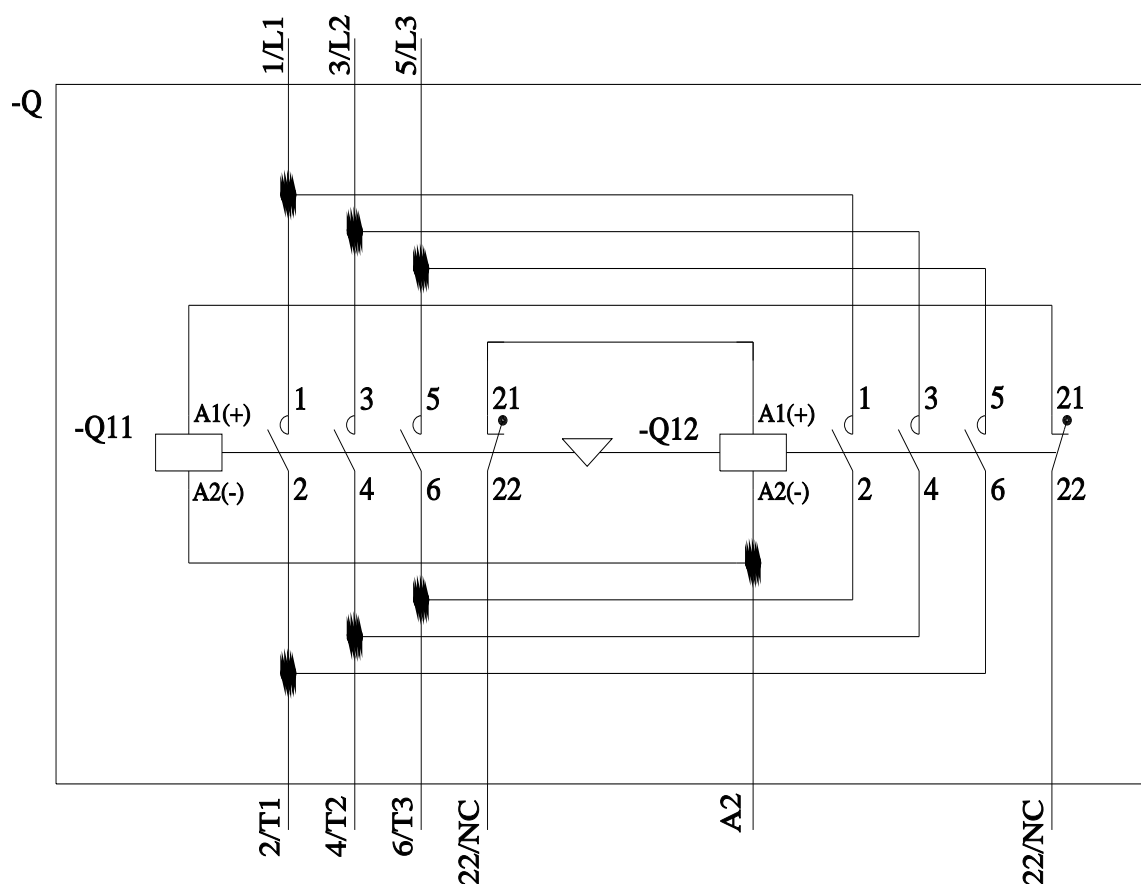 1/L1
3/L2
5/L3
-Q
1
3
5
21
1
3
5
21
A1(+)
A1(+)
-Q11
-Q12
A2(-)
2
4
6
22
A2(-)
2
4
6
22
2/T1
4/T2
6/T3
22/NC
A2
22/NC